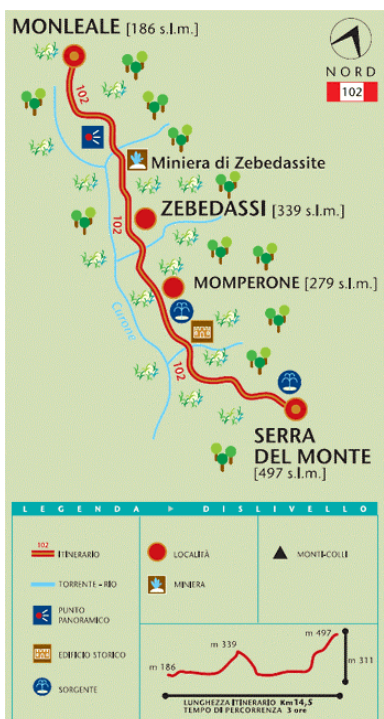 MONLEALE [186 s.l.m.]
NORD
102
102
Miniera di Zebedassite
ZEBEDASSI [339 s.l.m.]
102
MOMPERONE [279 s.l.m.]
Curone
102
SERRA
DEL MONTE
[497 s.l.m.]
LEGENDA DISLIVELLO
102
ITINERARIO
LOCALITÀ
MONTI-COLLI
TORRENTE - RIO
MINIERA
PUNTO
PANORAMICO
EDIFICIO STORICO
SORGENTE
m 186
m 339
m 497
m 311
LUNGHEZZA ITINERARIO Km 14,5
TEMPO DI PERCORRENZA 3 ore